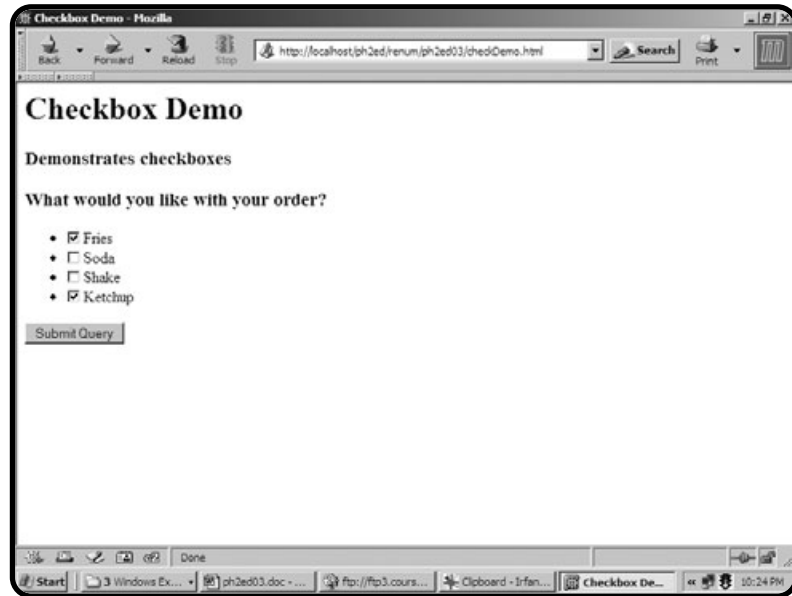 Checkbox Demo - Mozilla
Back
Forward
Reload
Stop
http://localhost/ph2ed/renum/ph2ed03/checkDemo.html
Search
Print
Checkbox Demo
Demonstrates checkboxes
What would you like with your order?
Fries
Soda
Shake
Ketchup
Submit Query
Done
Start
3 Windows Ex...
ph2ed03.doc - ...
ftp://ftp3.cours...
Clipboard - Irfan...
Checkbox De...
10:24 PM